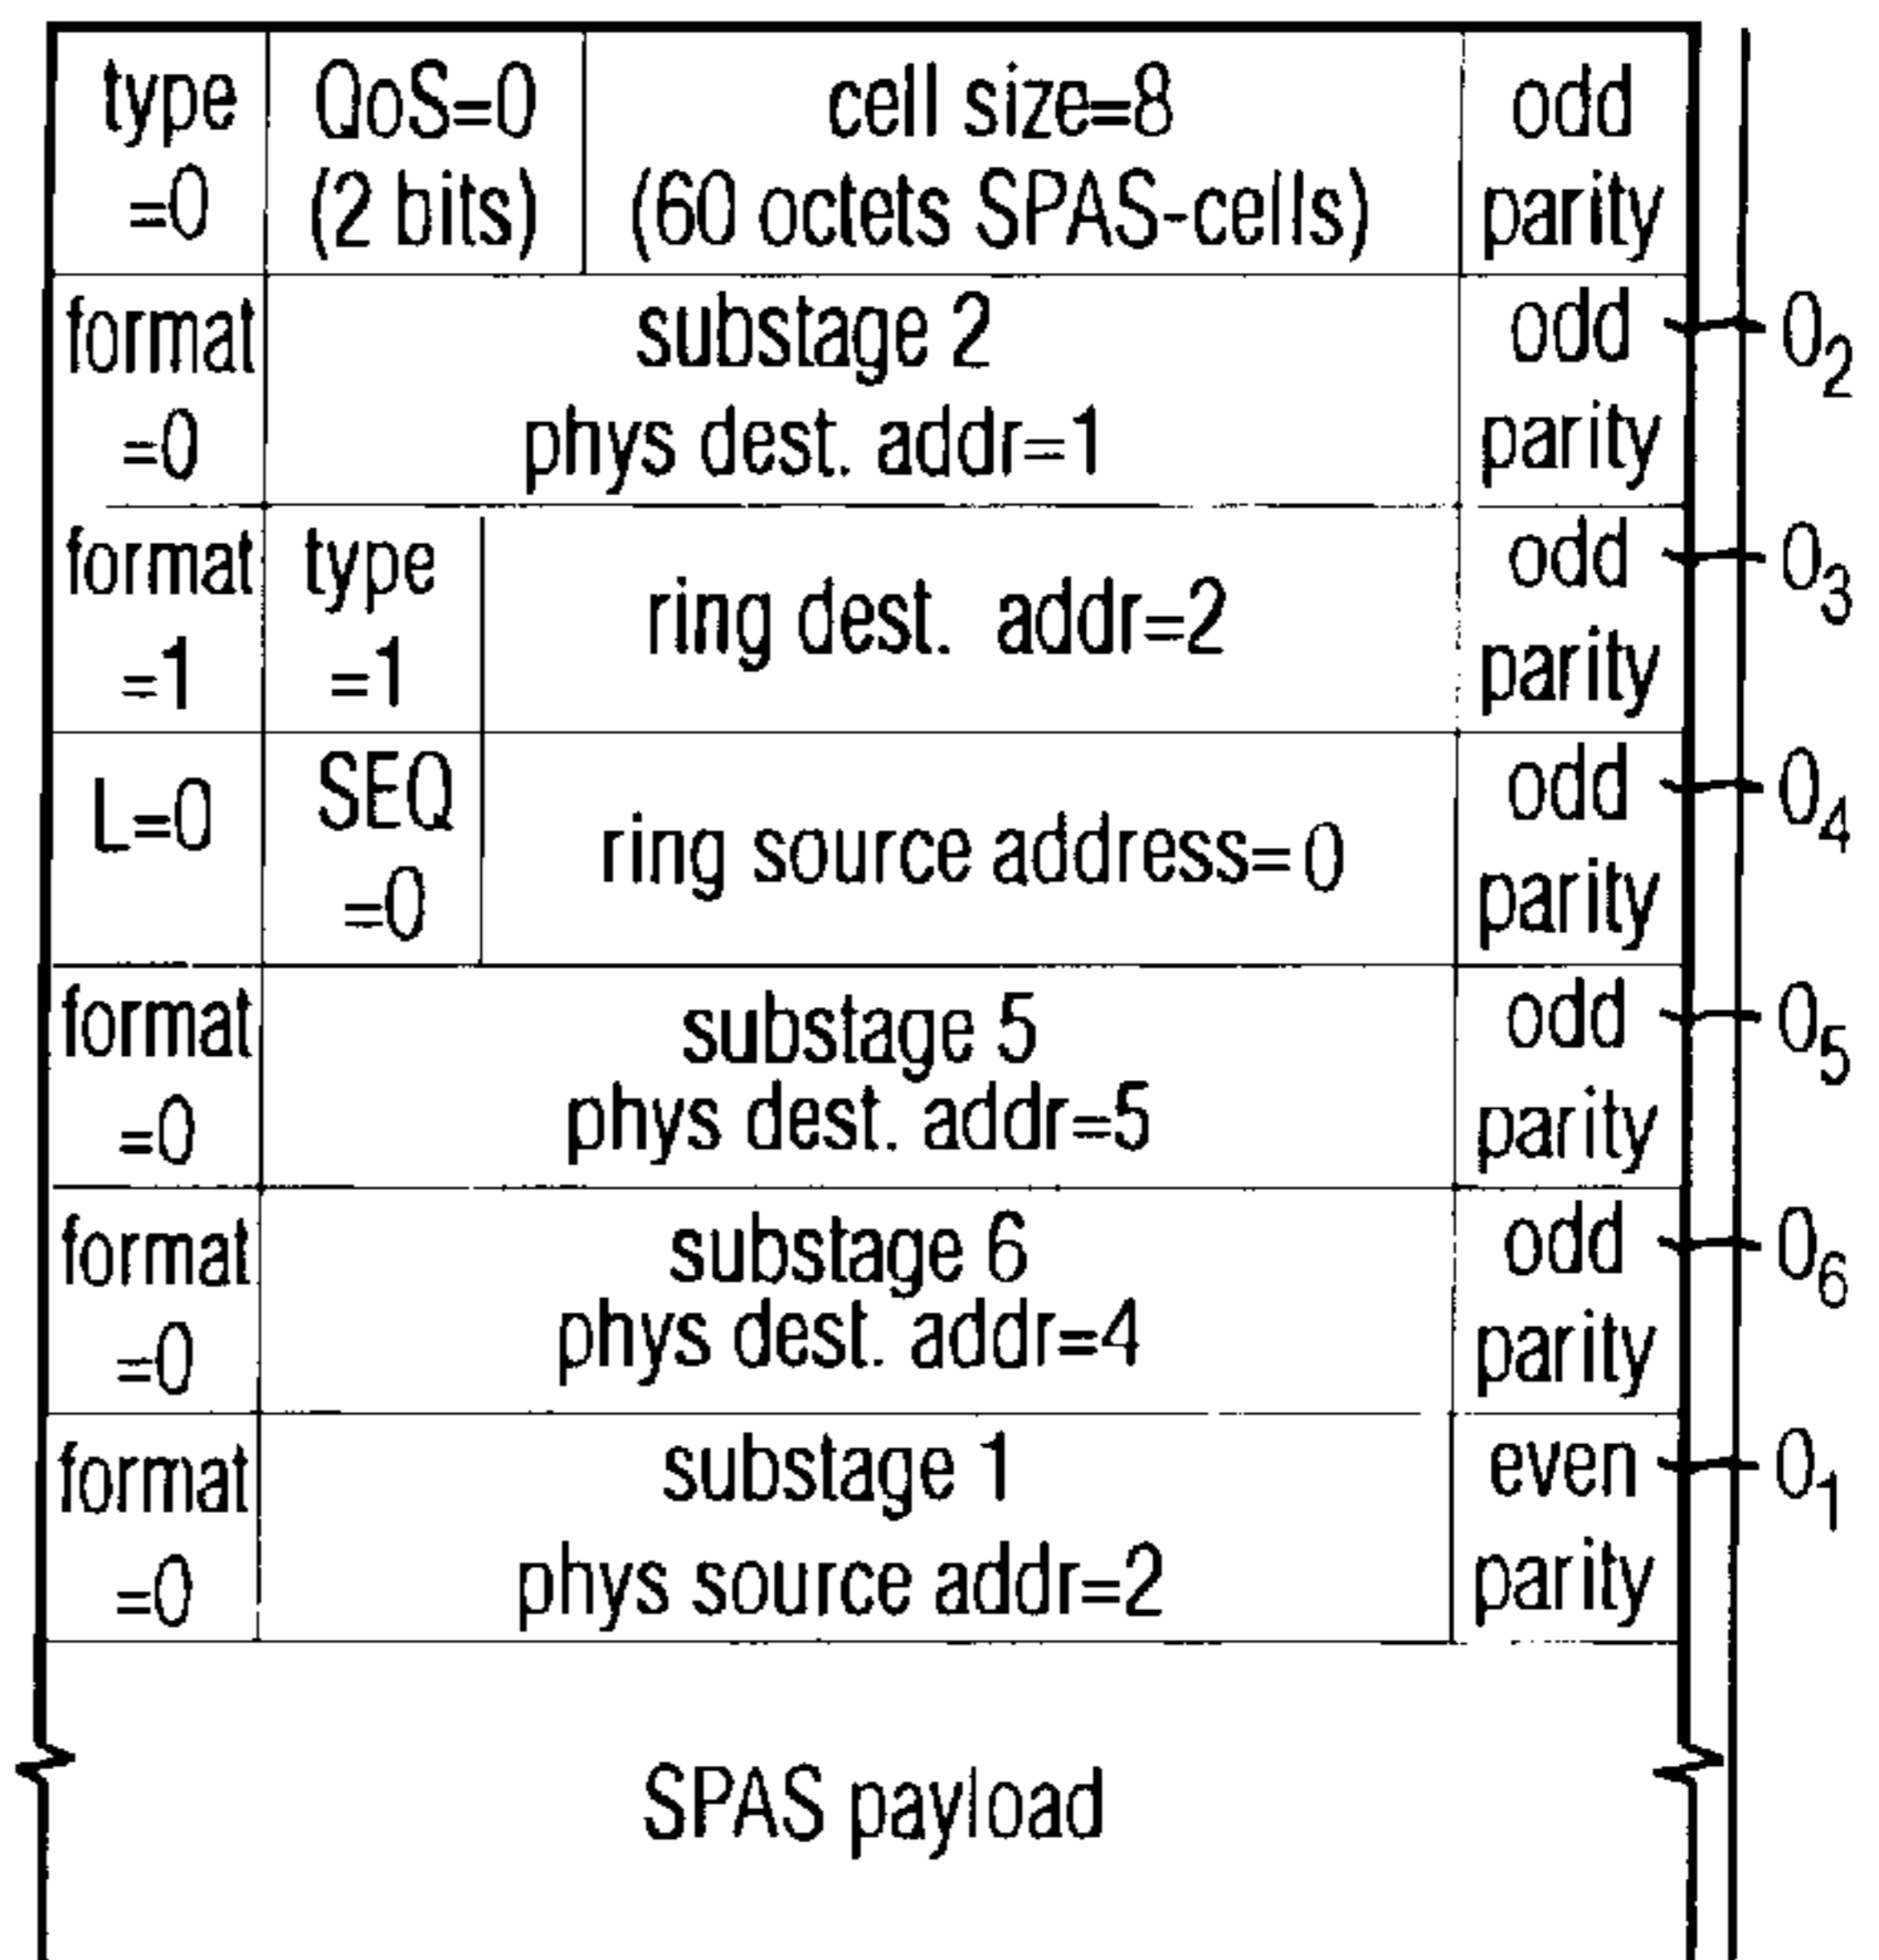 type QoS=0 cell size=8 odd
=0 (2 bits) (60 octets SPAS-cells) parity
format substage 2 odd O2
=0 phys dest. addr=1 parity
format type ring dest. addr=2 odd O3
=1 =1 parity
L=0 SEQ ring source address=0 odd O4
=0 parity
format substage 5 odd O5
=0 phys dest. addr=5 parity
format substage 6 odd O6
=0 phys dest. addr=4 parity
format substage 1 even O1
=0 phys source addr=2 parity
SPAS payload